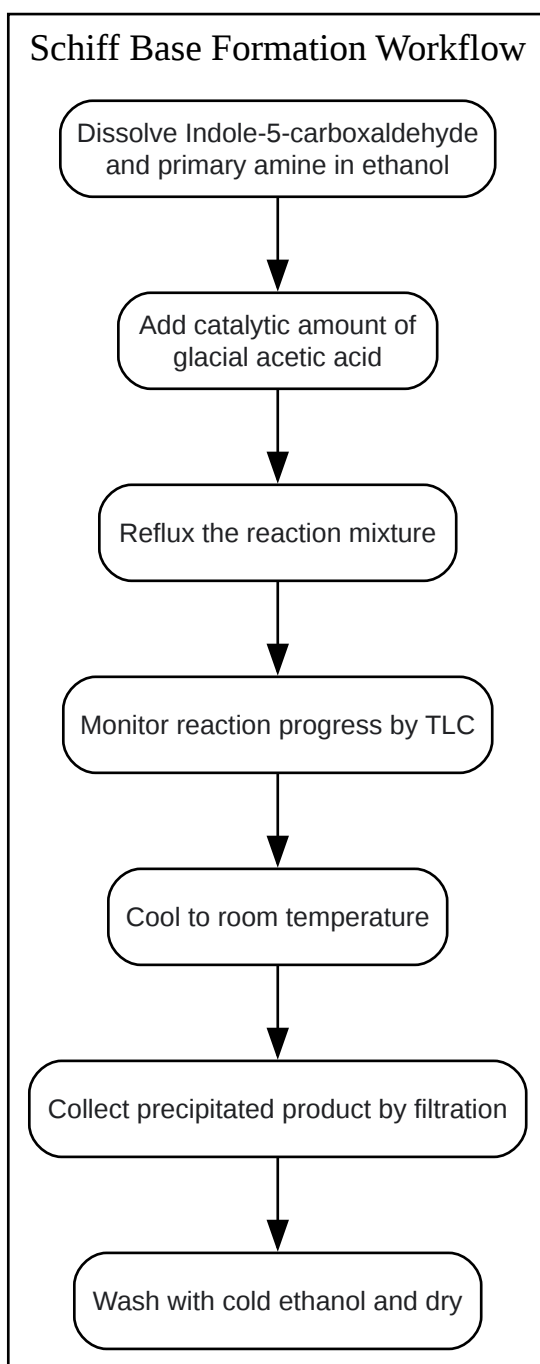 Schiff Base Formation Workflow
Dissolve Indole-5-carboxaldehyde
and primary amine in ethanol
Add catalytic amount of
glacial acetic acid
Reflux the reaction mixture
Monitor reaction progress by TLC
Cool to room temperature
Collect precipitated product by filtration
Wash with cold ethanol and dry